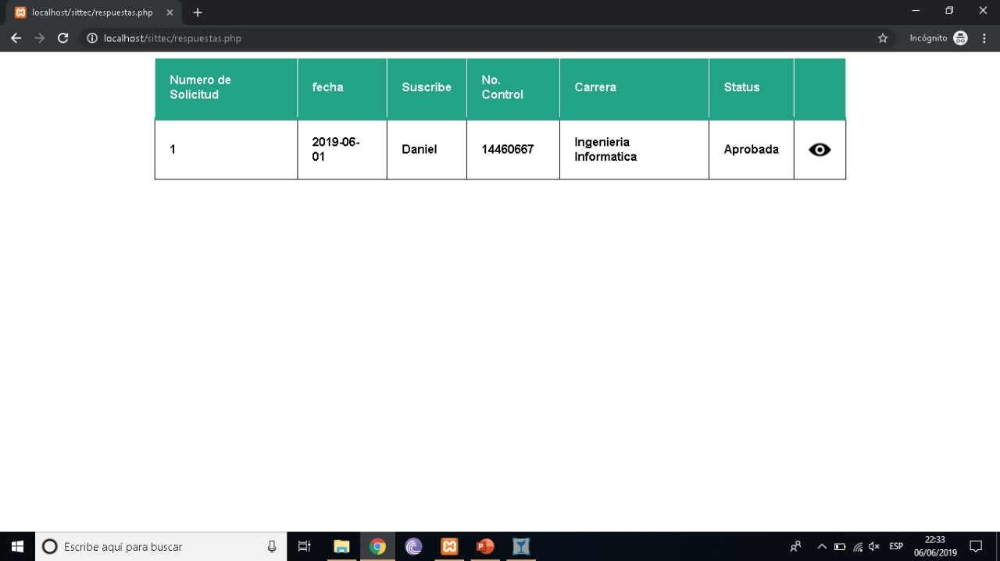 localhost/sittec/respuestas.php
localhost/sittec/respuestas.php
Incógnito
Numero de
Solicitud
fecha
Suscribe
No.
Control
Carrera
Status
1
2019-06-
01
Daniel
14460667
Ingenieria
Informatica
Aprobada
Escribe aquí para buscar
ESP
22:33
06/06/2019